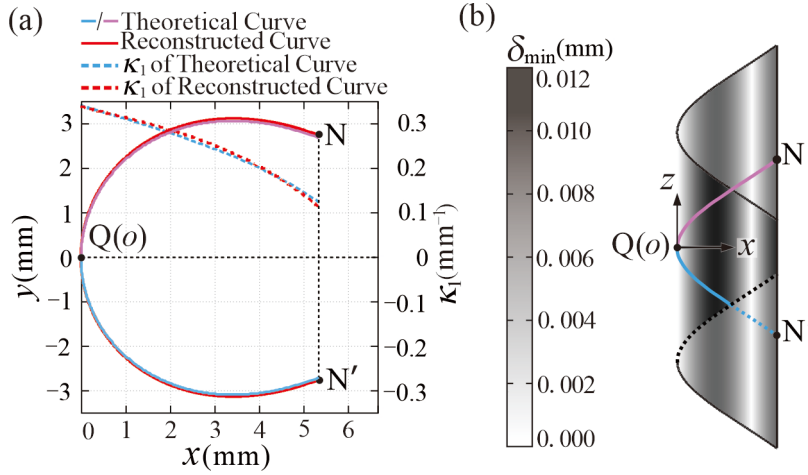 (a)
/ Theoretical Curve
Reconstructed Curve
κ₁ of Theoretical Curve
κ₁ of Reconstructed Curve
3
2
1
0
-1
-2
-3
y(mm)
0.3
0.2
0.1
0
-0.1
-0.2
-0.3
κ₁(mm⁻¹)
N
Q(o)
N′
0 1 2 3 4 5 6
x(mm)
(b)
δmin(mm)
0.012
0.010
0.008
0.006
0.004
0.002
0.000
N
z
Q(o)
x
N